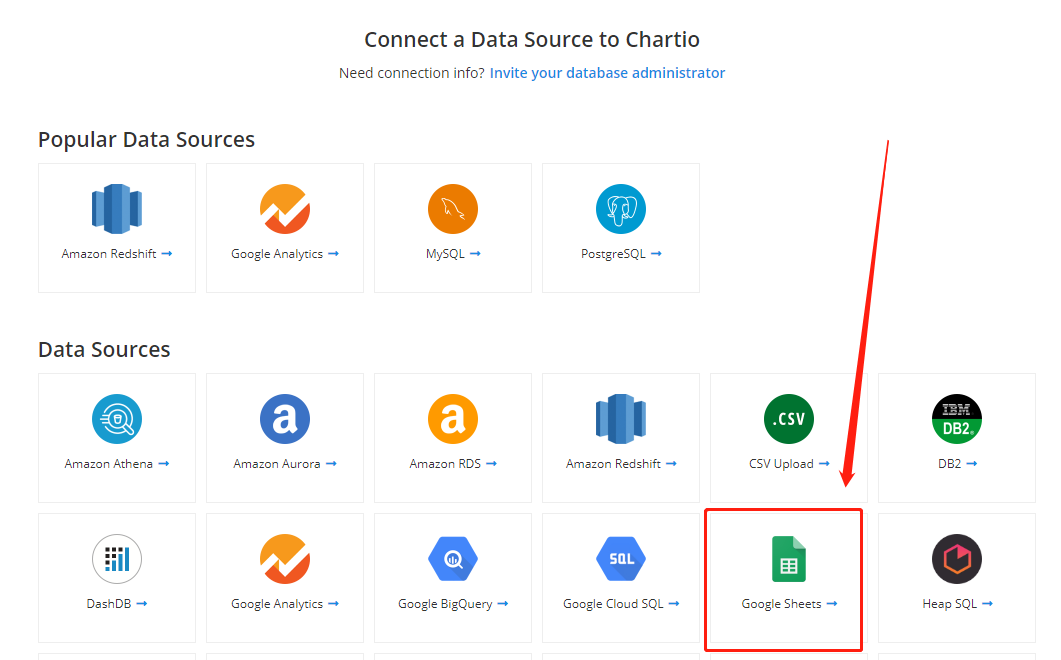 Connect a Data Source to Chartio
Need connection info? Invite your database administrator
Popular Data Sources
Amazon Redshift →
Google Analytics →
MySQL →
PostgreSQL →
Data Sources
Amazon Athena →
a
Amazon Aurora →
a
Amazon RDS →
Amazon Redshift →
.CSV
CSV Upload →
IBM
DB2®
DB2 →
DashDB →
Google Analytics →
Google BigQuery →
SQL
Google Cloud SQL →
Google Sheets →
Heap SQL →